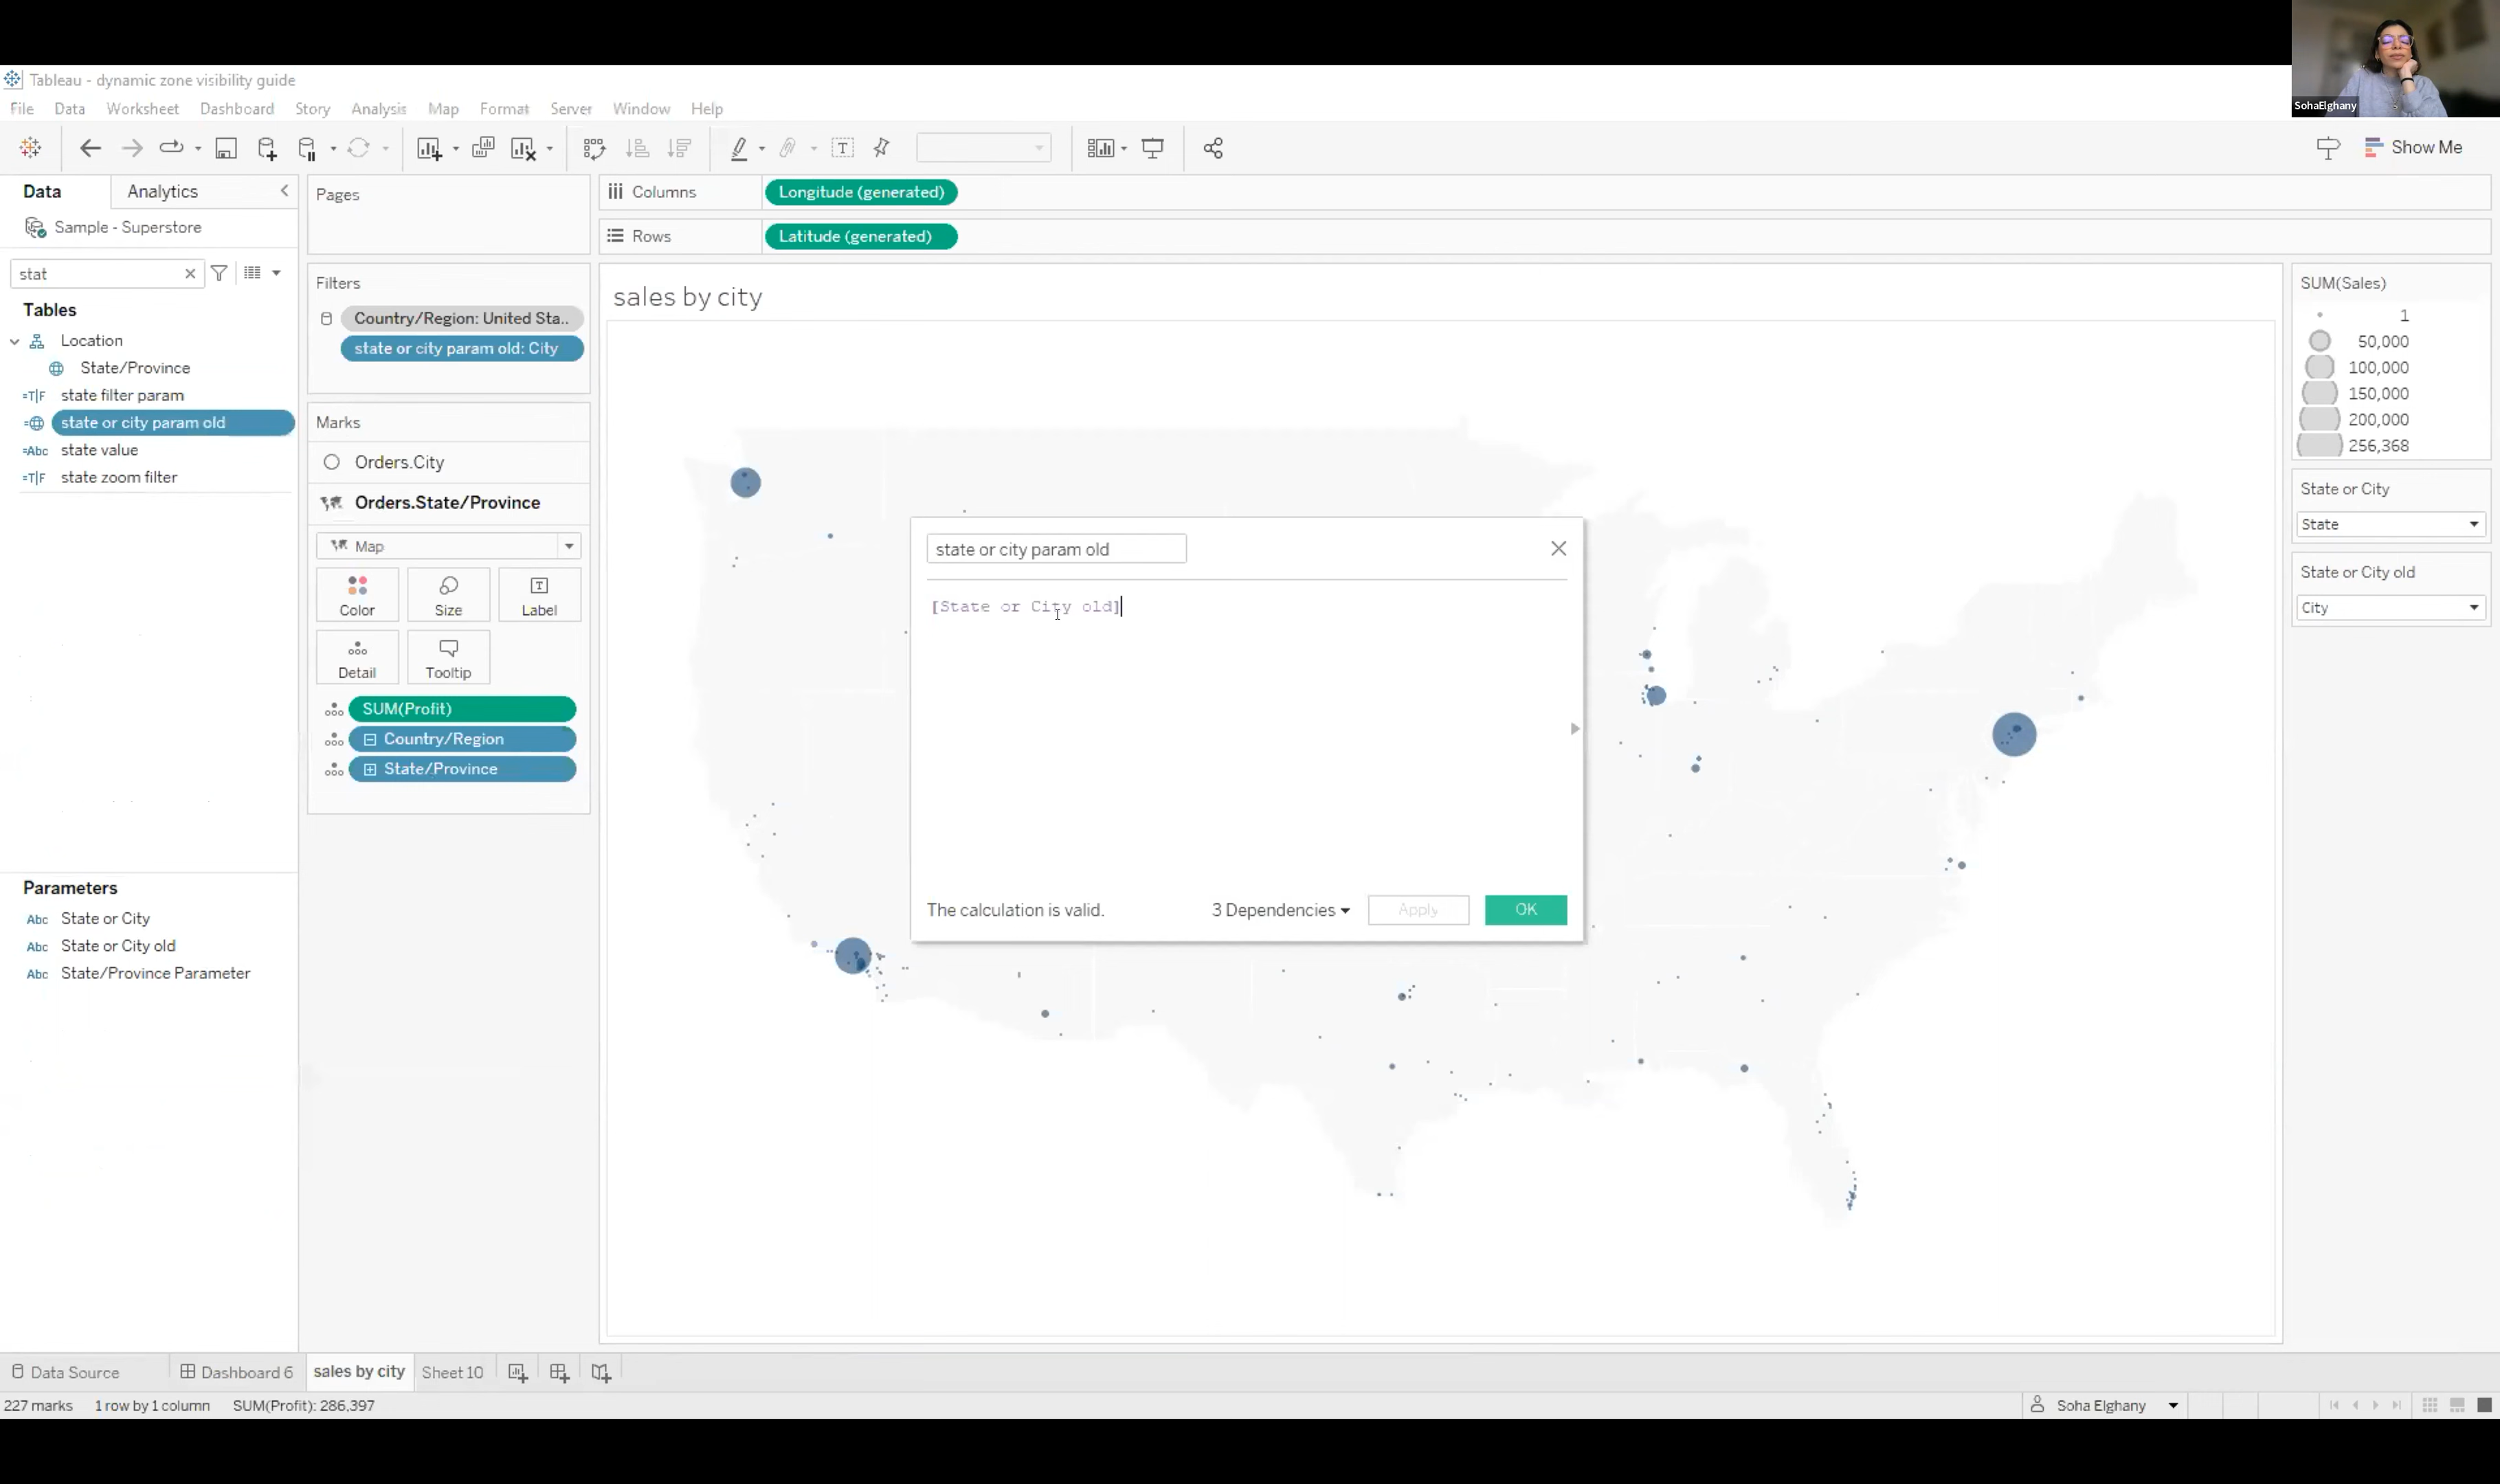 SohaElghany
Tableau - dynamic zone visibility guide
File Data Worksheet Dashboard Story Analysis Map Format Server Window Help
Show Me
Data Analytics
Sample - Superstore
stat
Tables
Location
State/Province
=T|F state filter param
state or city param old
=Abc state value
=T|F state zoom filter
Parameters
Abc State or City
Abc State or City old
Abc State/Province Parameter
Pages
Filters
Country/Region: United Sta..
state or city param old: City
Marks
Orders.City
Orders.State/Province
Map
Color Size Label
Detail Tooltip
SUM(Profit)
Country/Region
State/Province
Columns Longitude (generated)
Rows Latitude (generated)
sales by city
state or city param old
[State or City old]
The calculation is valid. 3 Dependencies Apply OK
SUM(Sales)
1
50,000
100,000
150,000
200,000
256,368
State or City
State
State or City old
City
Data Source Dashboard 6 sales by city Sheet 10
227 marks 1 row by 1 column SUM(Profit): 286,397 Soha Elghany